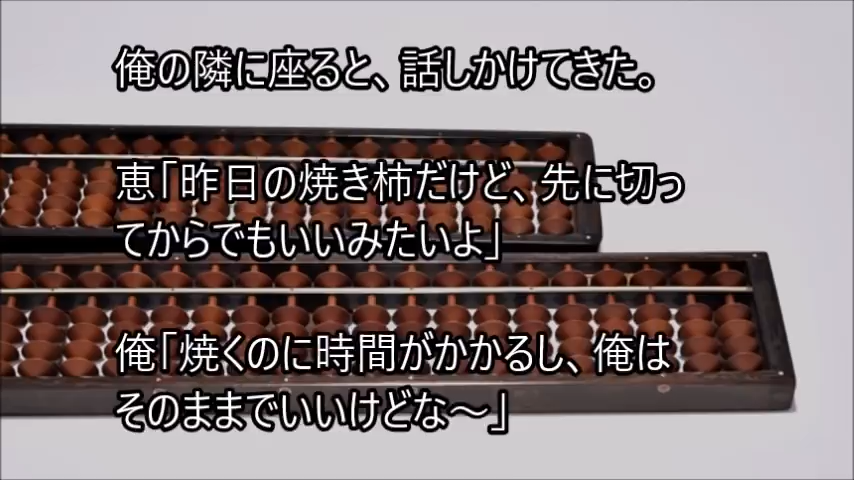 俺の隣に座ると、話しかけてきた。
恵「昨日の焼き柿だけど、先に切っ
てからでもいいみたいよ」
俺「焼くのに時間がかかるし、俺は
そのままでいいけどな～」